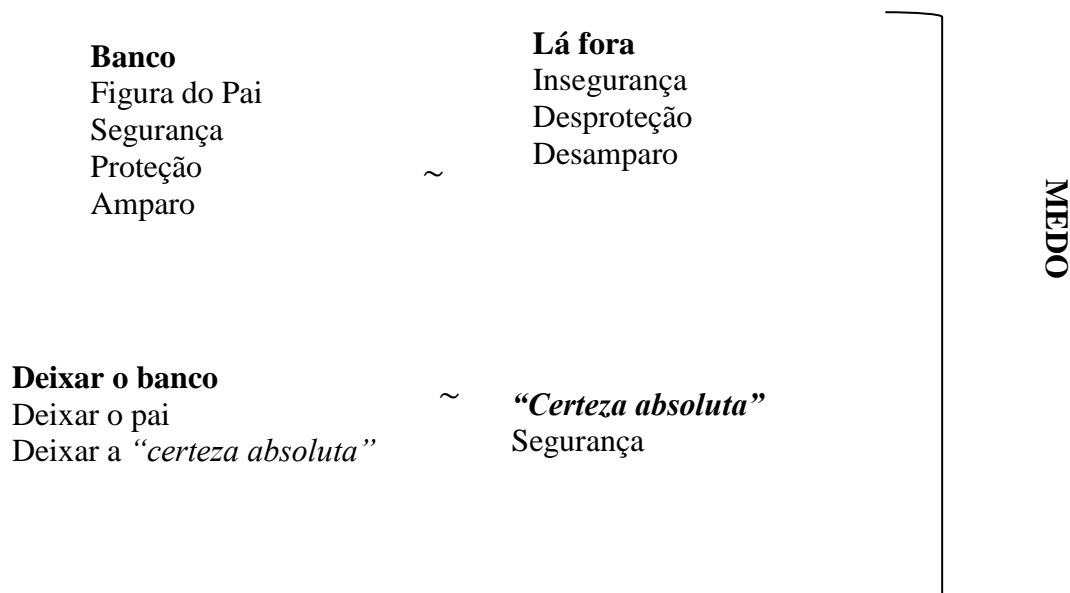 Banco
Figura do Pai
Segurança
Proteção
Amparo
~
Lá fora
Insegurança
Desproteção
Desamparo
MEDO
Deixar o banco
Deixar o pai
Deixar a “certeza absoluta”
~
“Certeza absoluta”
Segurança